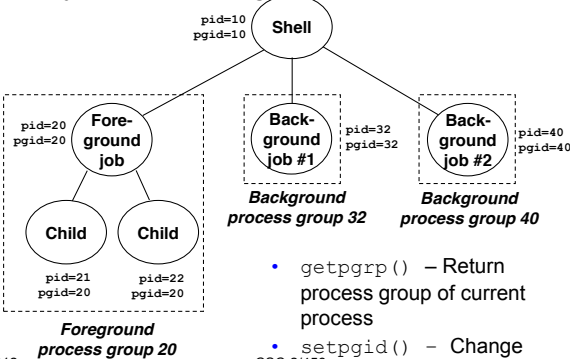 pid=10
pgid=10
Shell
pid=20
pgid=20
Fore-
ground
job
Back-
ground
job #1
pid=32
pgid=32
Back-
ground
job #2
pid=40
pgid=40
Background
process group 32
Background
process group 40
Child
Child
pid=21
pgid=20
pid=22
pgid=20
Foreground
process group 20
• getpgrp() – Return
process group of current
process
• setpgid() – Change